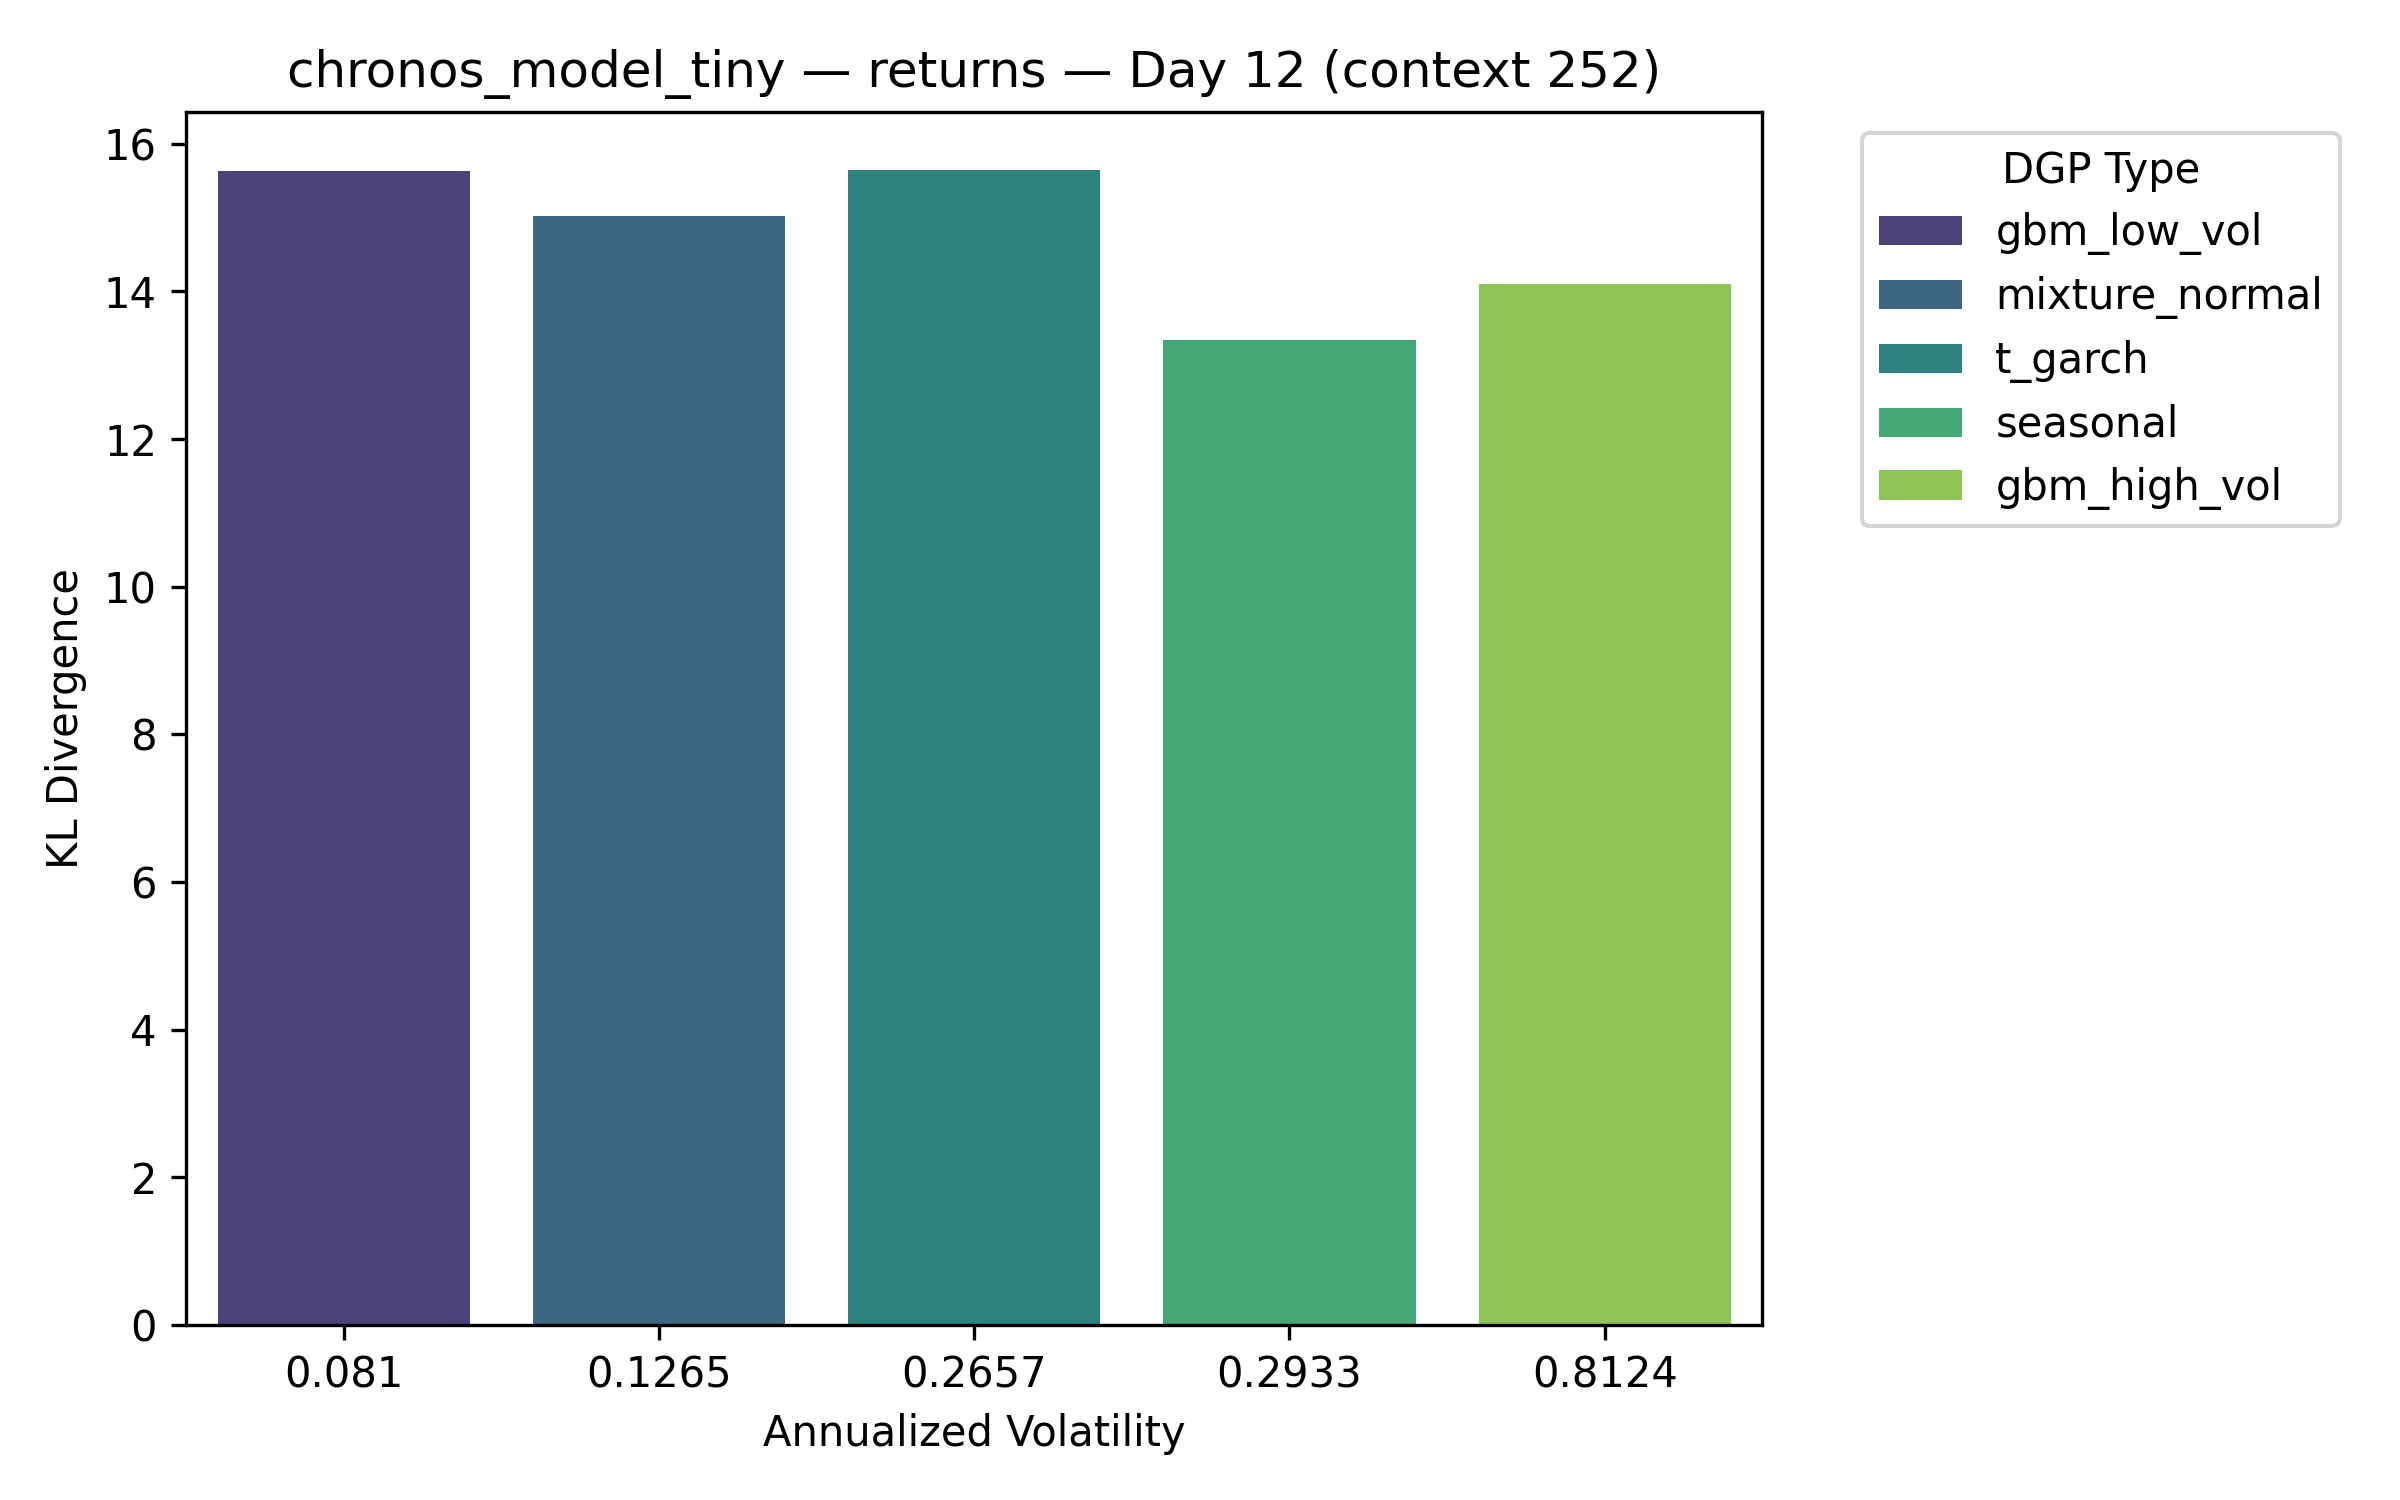 chronos_model_tiny — returns — Day 12 (context 252)
16
14
12
10
8
6
4
2
0
KL Divergence
0.081 0.1265 0.2657 0.2933 0.8124
Annualized Volatility
DGP Type
gbm_low_vol
mixture_normal
t_garch
seasonal
gbm_high_vol